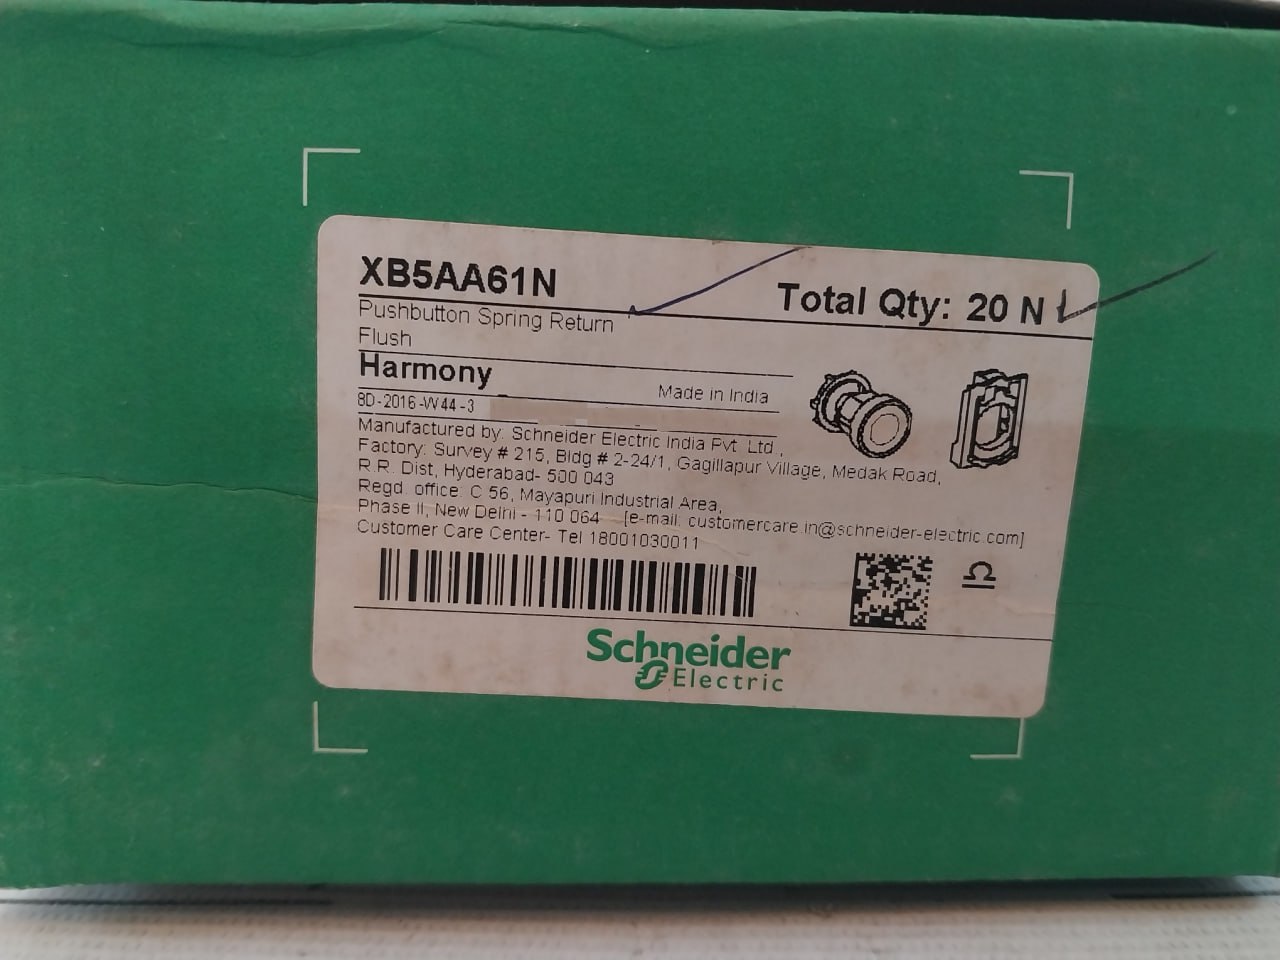 XB5AA61N
Total Qty: 20 N
Pushbutton Spring Return
Flush
Harmony
Made in India
8D-2016-W44-3
Manufactured by: Schneider Electric India Pvt. Ltd.,
Factory: Survey # 215, Bldg # 2-24/1, Gagillapur Village, Medak Road,
R.R. Dist, Hyderabad- 500 043
Regd. office: C 56, Mayapuri Industrial Area,
Phase II, New Delhi - 110 064 [e-mail: customercare.in@schneider-electric.com]
Customer Care Center- Tel 18001030011
Schneider
Electric